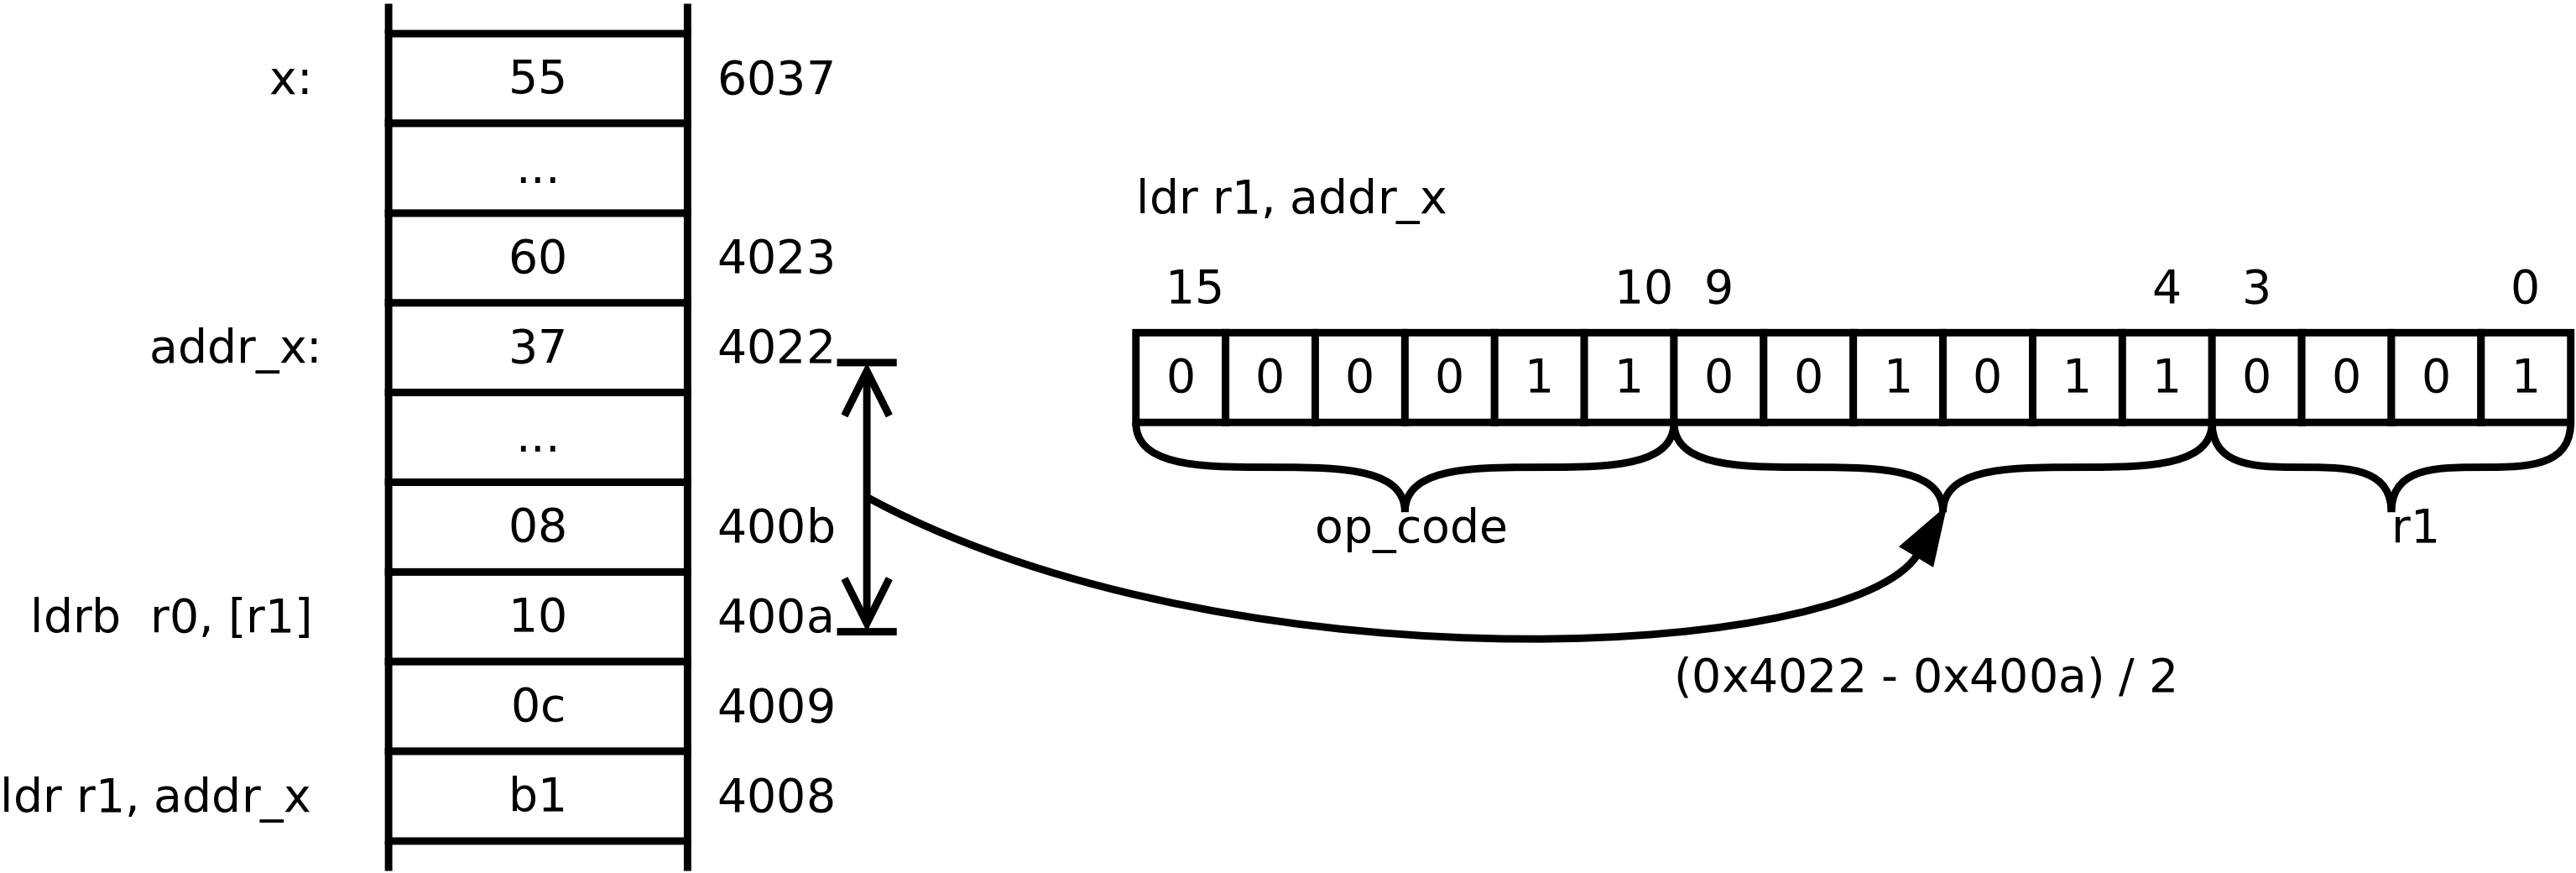 x: 55 6037
...
60 4023
addr_x: 37 4022
...
08 400b
ldrb r0, [r1] 10 400a
0c 4009
ldr r1, addr_x b1 4008
ldr r1, addr_x
15 10 9 4 3 0
0 0 0 0 1 1 0 0 1 0 1 1 0 0 0 1
op_code r1
(0x4022 - 0x400a) / 2